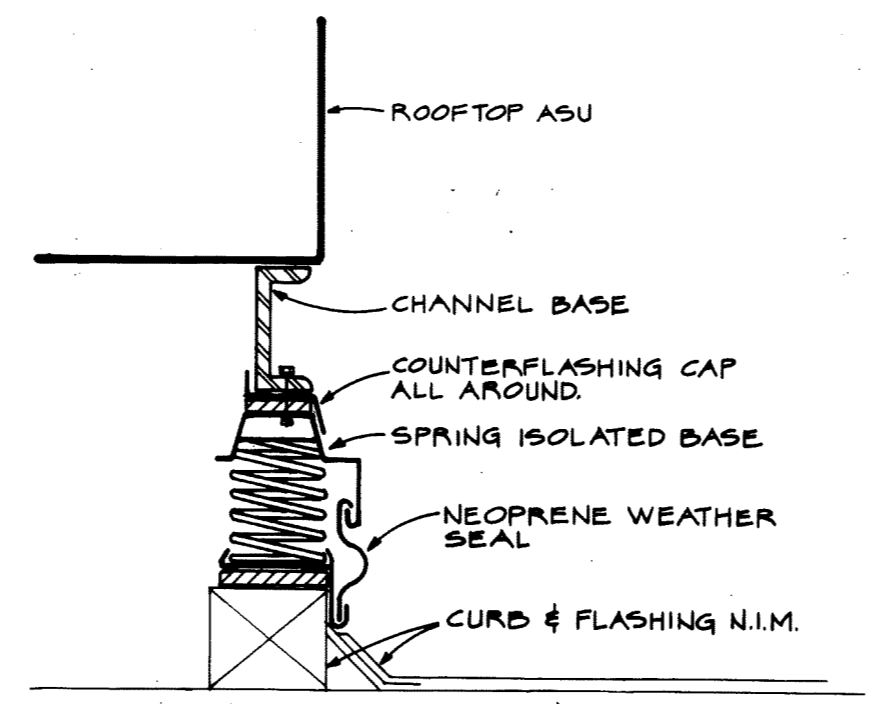 ROOFTOP ASU
CHANNEL BASE
COUNTERFLASHING CAP
ALL AROUND.
SPRING ISOLATED BASE
NEOPRENE WEATHER
SEAL
CURB & FLASHING N.I.M.